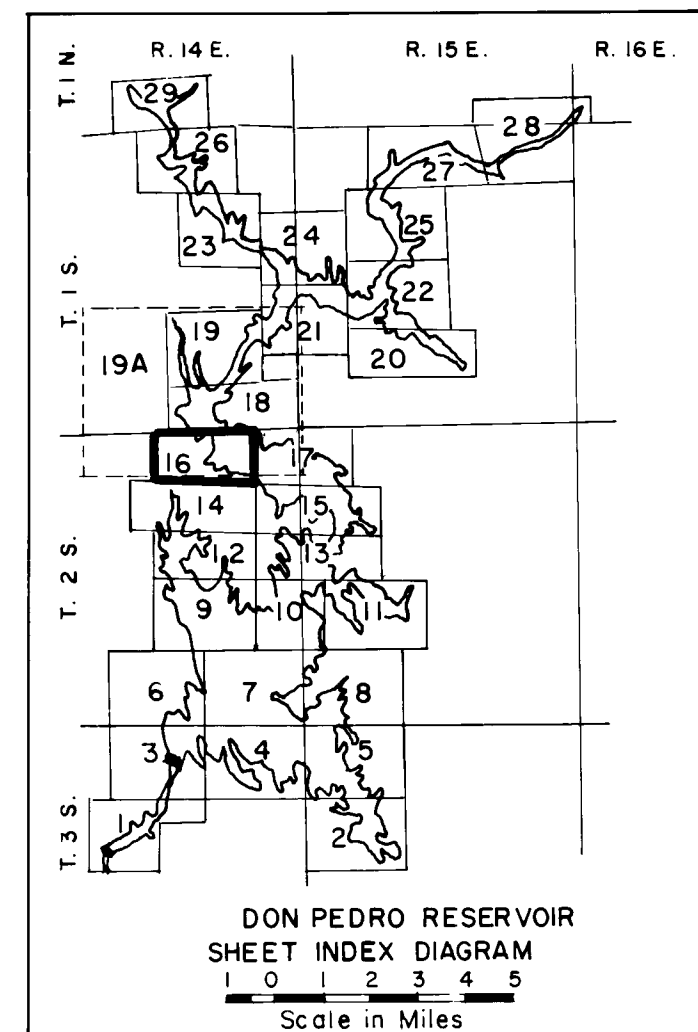 R. 14 E. R. 15 E. R. 16 E.
T. 1 N.
29
28
26
27
23 24 25
T. 1 S.
22
19 21
19A 20
18
16 7
14 15
12 13
T. 2 S.
9 10 11
6 7 8
3 4 5
T. 3 S.
1 2
DON PEDRO RESERVOIR
SHEET INDEX DIAGRAM
1 0 1 2 3 4 5
Scale in Miles